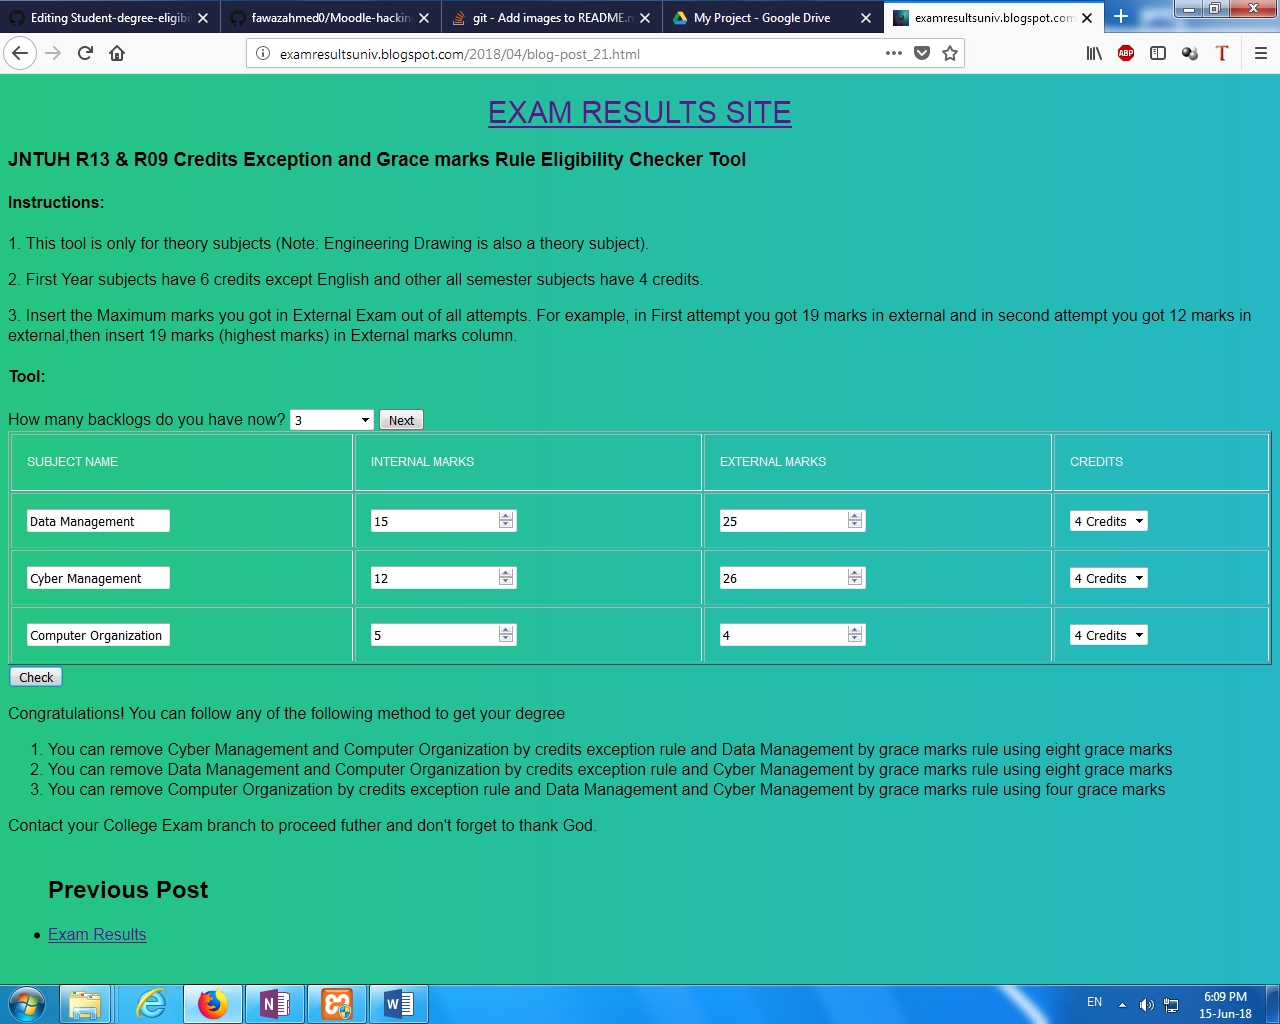 Editing Student-degree-eligibil
fawazahmed0/Moodle-hackin
git - Add images to README.m
My Project - Google Drive
examresultsuniv.blogspot.com
examresultsuniv.blogspot.com/2018/04/blog-post_21.html
ABP
T
EXAM RESULTS SITE
JNTUH R13 & R09 Credits Exception and Grace marks Rule Eligibility Checker Tool
Instructions:
1. This tool is only for theory subjects (Note: Engineering Drawing is also a theory subject).
2. First Year subjects have 6 credits except English and other all semester subjects have 4 credits.
3. Insert the Maximum marks you got in External Exam out of all attempts. For example, in First attempt you got 19 marks in external and in second attempt you got 12 marks in
external,then insert 19 marks (highest marks) in External marks column.
Tool:
How many backlogs do you have now? 3 Next
SUBJECT NAME INTERNAL MARKS EXTERNAL MARKS CREDITS
Data Management 15 25 4 Credits
Cyber Management 12 26 4 Credits
Computer Organization 5 4 4 Credits
Check
Congratulations! You can follow any of the following method to get your degree
1. You can remove Cyber Management and Computer Organization by credits exception rule and Data Management by grace marks rule using eight grace marks
2. You can remove Data Management and Computer Organization by credits exception rule and Cyber Management by grace marks rule using eight grace marks
3. You can remove Computer Organization by credits exception rule and Data Management and Cyber Management by grace marks rule using four grace marks
Contact your College Exam branch to proceed futher and don't forget to thank God.
Previous Post
Exam Results
EN
6:09 PM
15-Jun-18